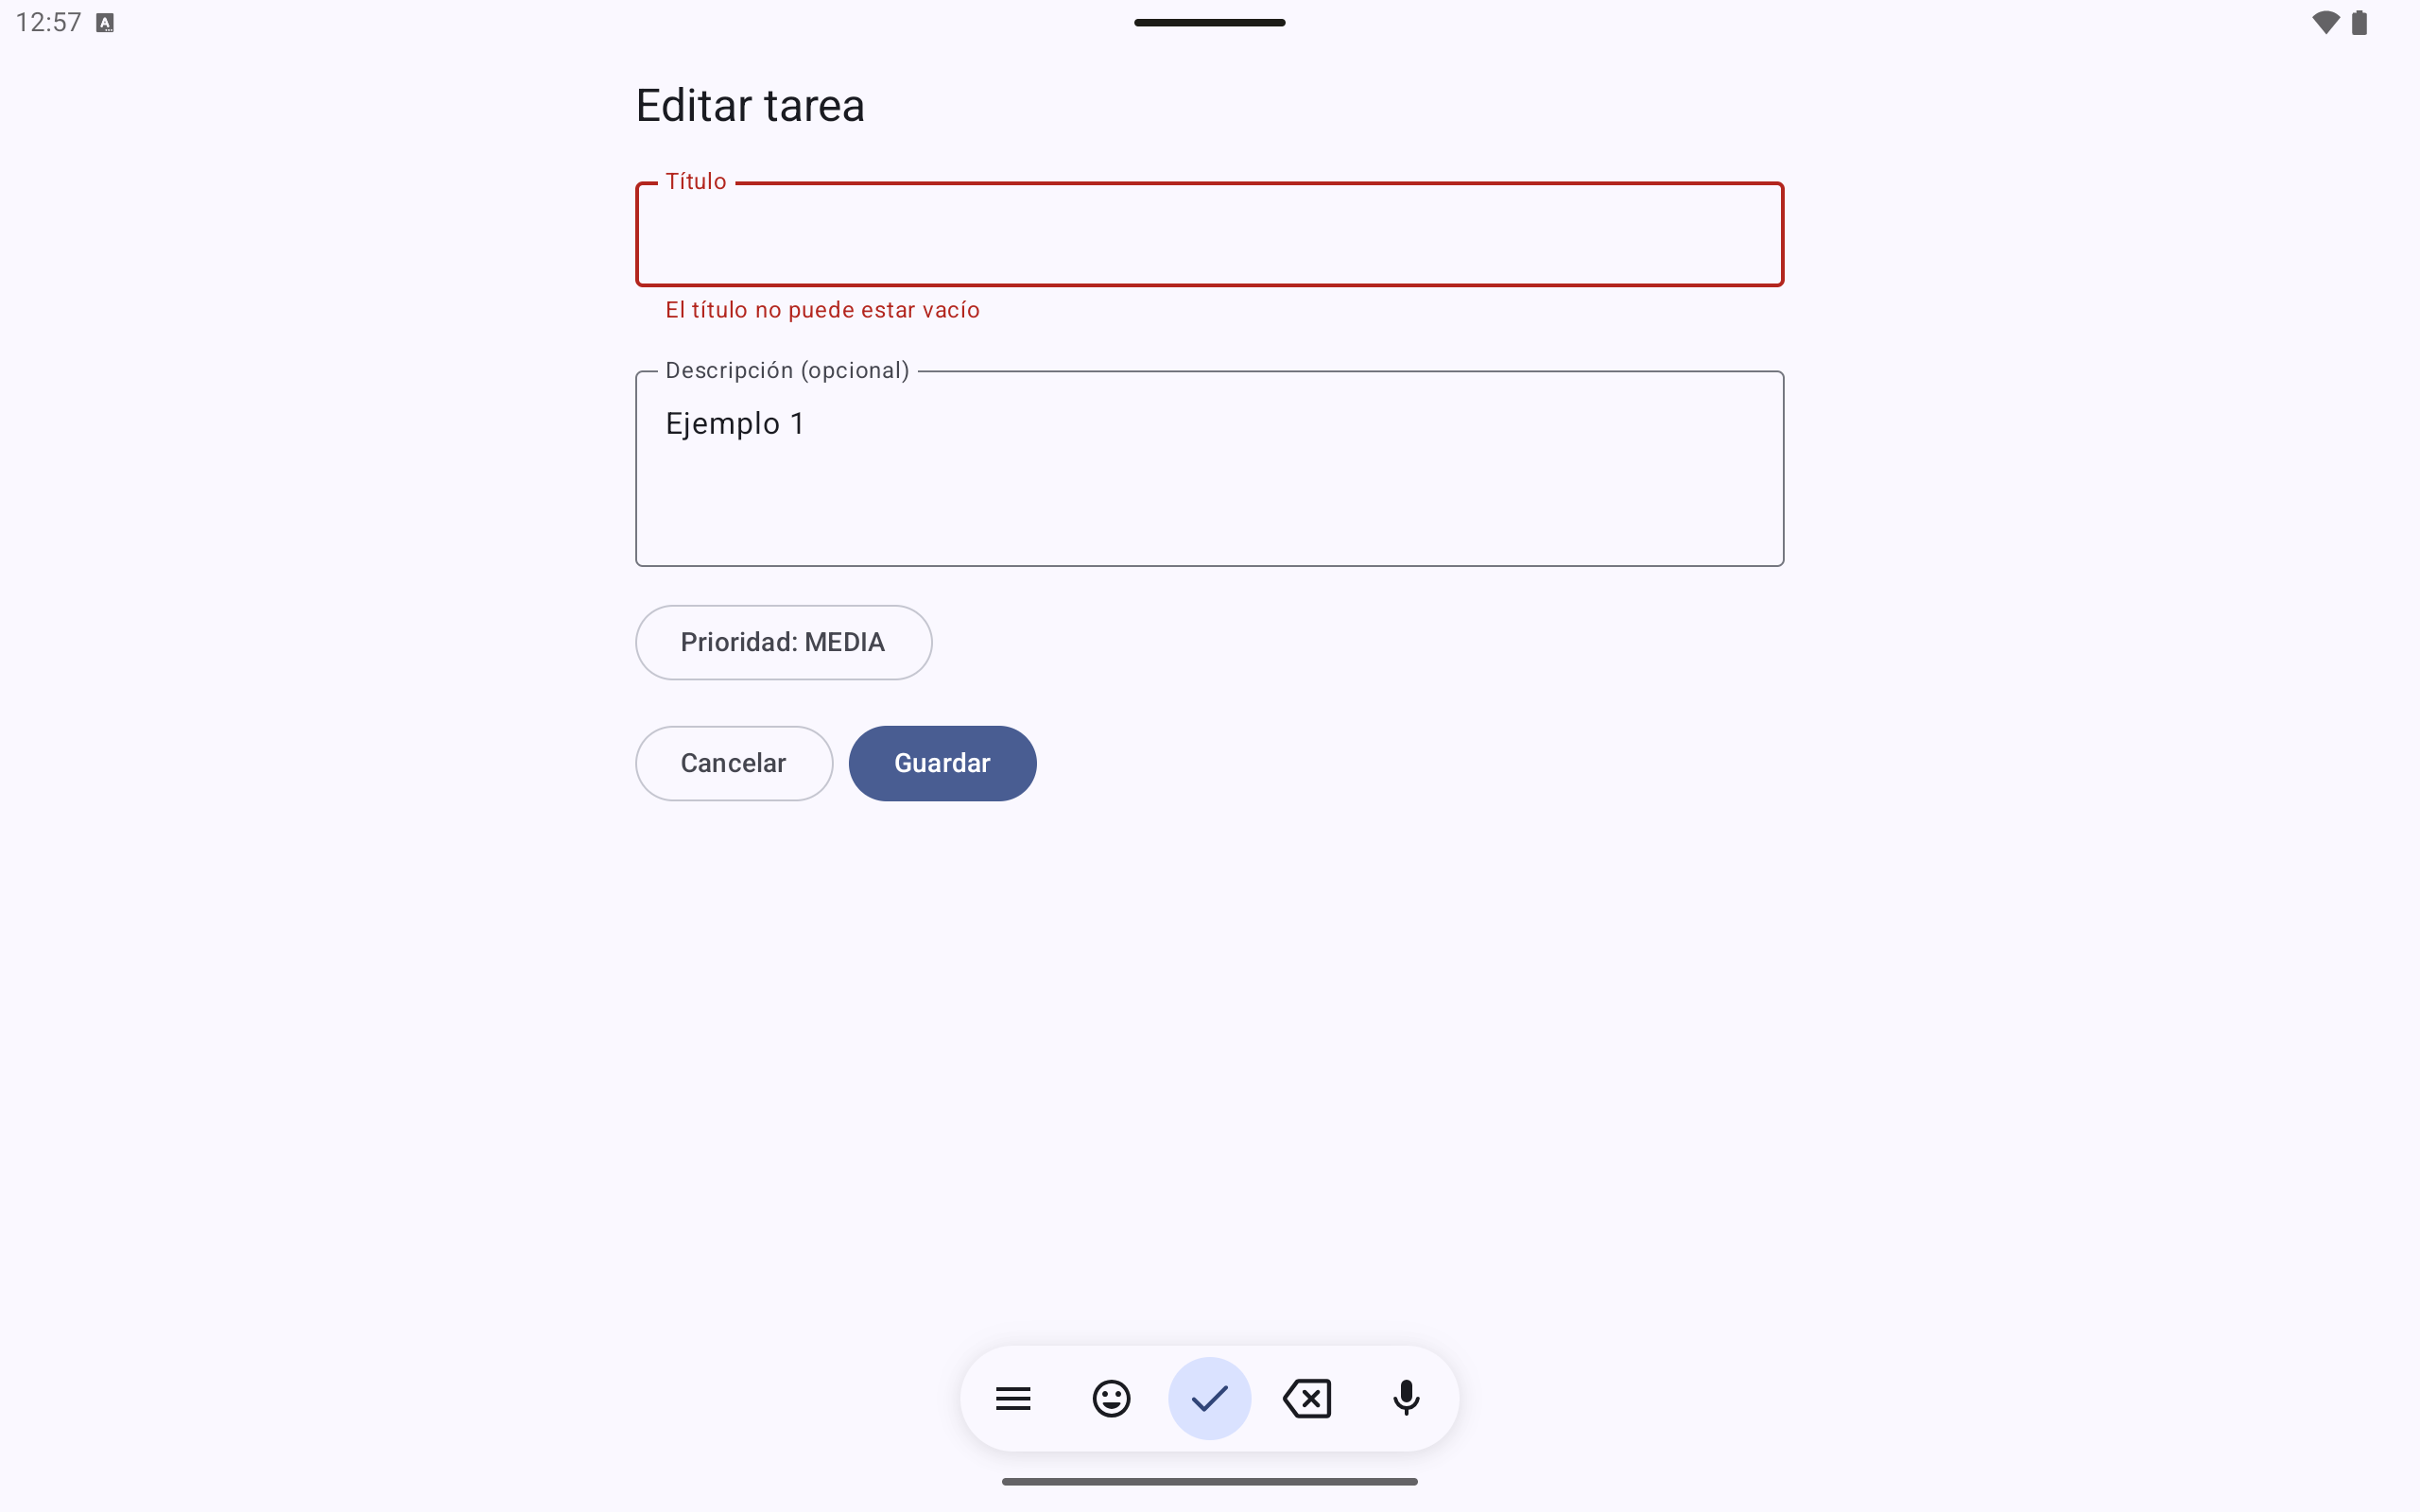 12:57
Editar tarea
Título
El título no puede estar vacío
Descripción (opcional)
Ejemplo 1
Prioridad: MEDIA
Cancelar
Guardar